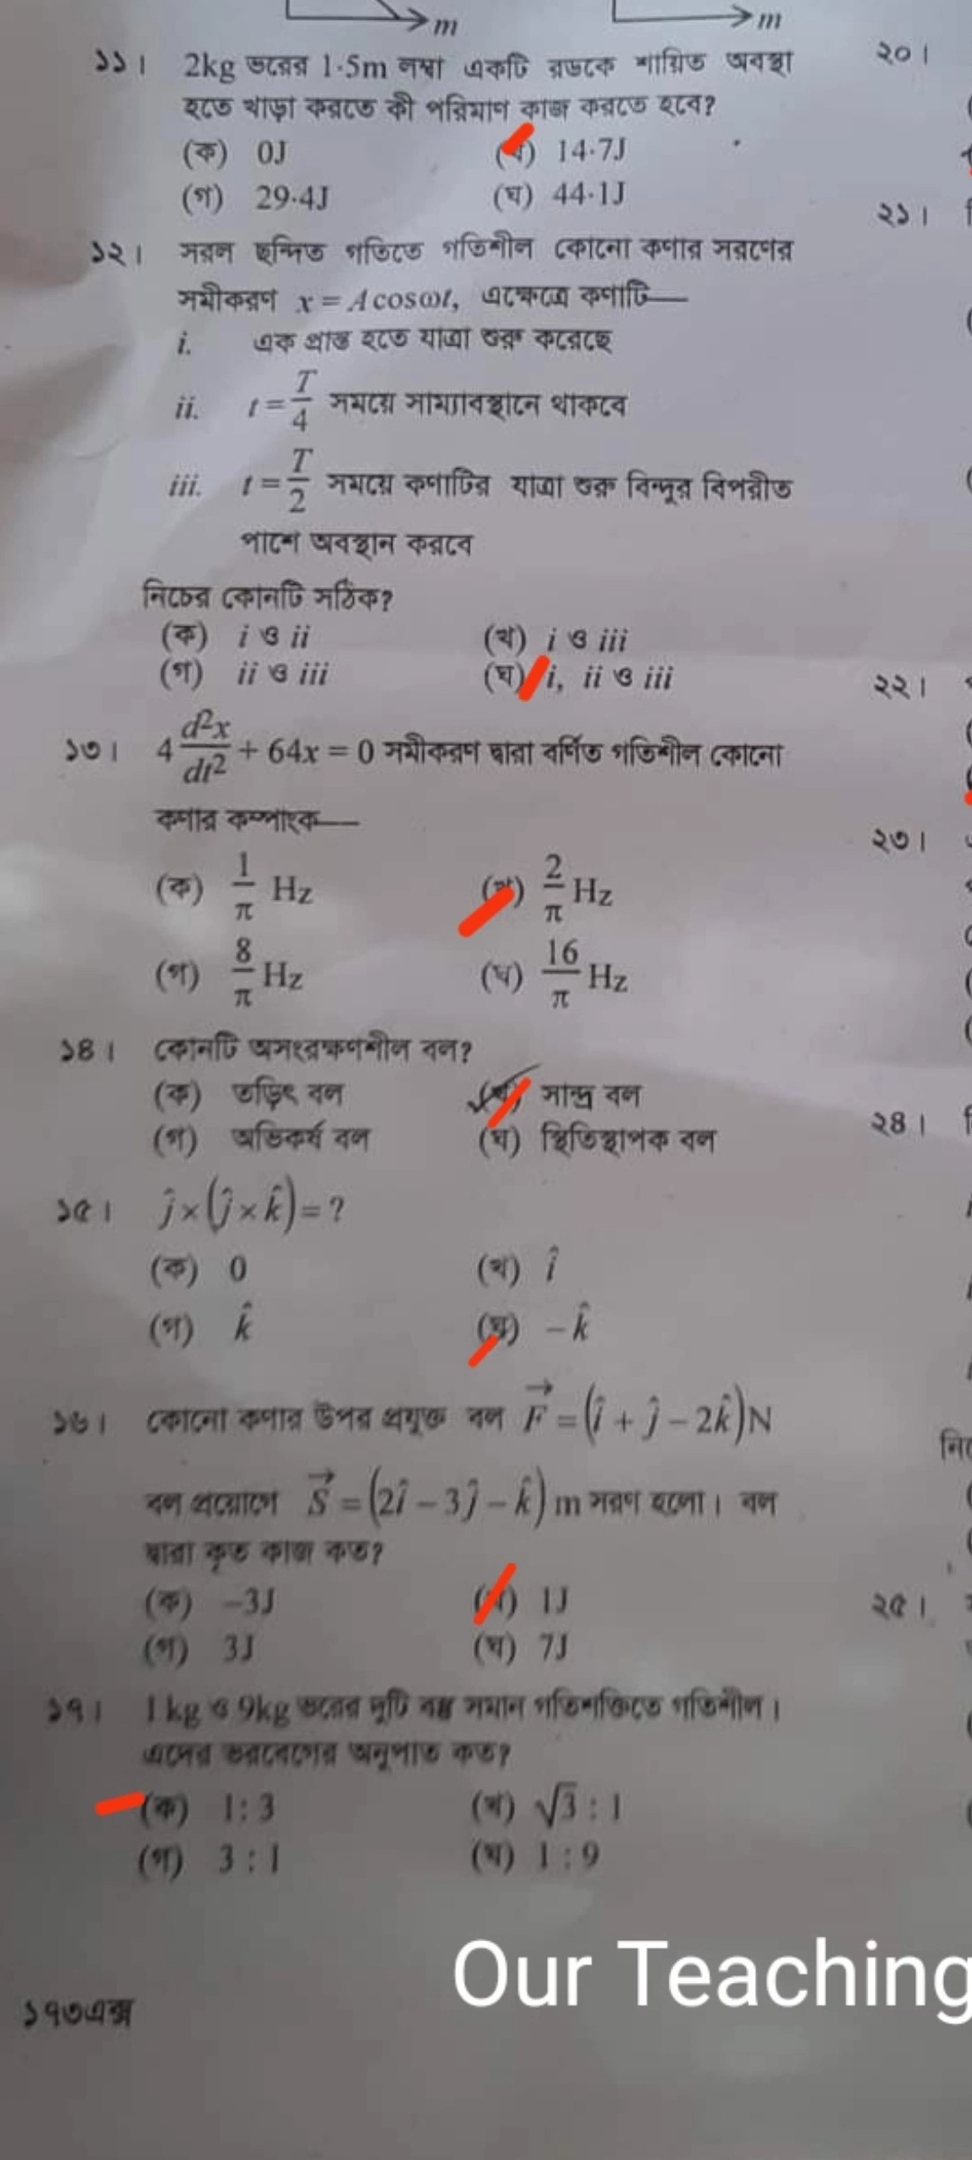 m
m
১১। 2kg ভরের 1·5m লম্বা একটি রডকে শায়িত অবস্থা
হতে খাড়া করতে কী পরিমাণ কাজ করতে হবে?
(ক) 0J
(খ) 14·7J
(গ) 29·4J
(ঘ) 44·1J
১২। সরল ছন্দিত গতিতে গতিশীল কোনো কণার সরণের
সমীকরণ x = A cosωt, এক্ষেত্রে কণাটি—
i. এক প্রান্ত হতে যাত্রা শুরু করেছে
ii. t = T/4 সময়ে সাম্যাবস্থানে থাকবে
iii. t = T/2 সময়ে কণাটির যাত্রা শুরু বিন্দুর বিপরীত
পাশে অবস্থান করবে
নিচের কোনটি সঠিক?
(ক) i ও ii
(খ) i ও iii
(গ) ii ও iii
(ঘ) i, ii ও iii
১৩। 4 d²x/dt² + 64x = 0 সমীকরণ দ্বারা বর্ণিত গতিশীল কোনো
কণার কম্পাংক—
(ক) 1/π Hz
(খ) 2/π Hz
(গ) 8/π Hz
(ঘ) 16/π Hz
১৪। কোনটি অসংরক্ষণশীল বল?
(ক) তড়িৎ বল
(খ) সান্দ্র বল
(গ) অভিকর্ষ বল
(ঘ) স্থিতিস্থাপক বল
১৫। ĵ × (ĵ × k̂) = ?
(ক) 0
(খ) î
(গ) k̂
(ঘ) – k̂
১৬। কোনো কণার উপর প্রযুক্ত বল F⃗ = (î + ĵ – 2k̂)N
বল প্রয়োগে S⃗ = (2î – 3ĵ – k̂) m সরণ হলো। বল
দ্বারা কৃত কাজ কত?
(ক) –3J
(খ) 1J
(গ) 3J
(ঘ) 7J
১৭। 1 kg ও 9kg ভরের দুটি বস্তু সমান গতিশক্তিতে গতিশীল।
এদের ভরবেগের অনুপাত কত?
(ক) 1 : 3
(খ) √3 : 1
(গ) 3 : 1
(ঘ) 1 : 9
১৭৩এক্স
২০।
২১।
২২।
২৩।
২৪।
২৫।
Our Teaching